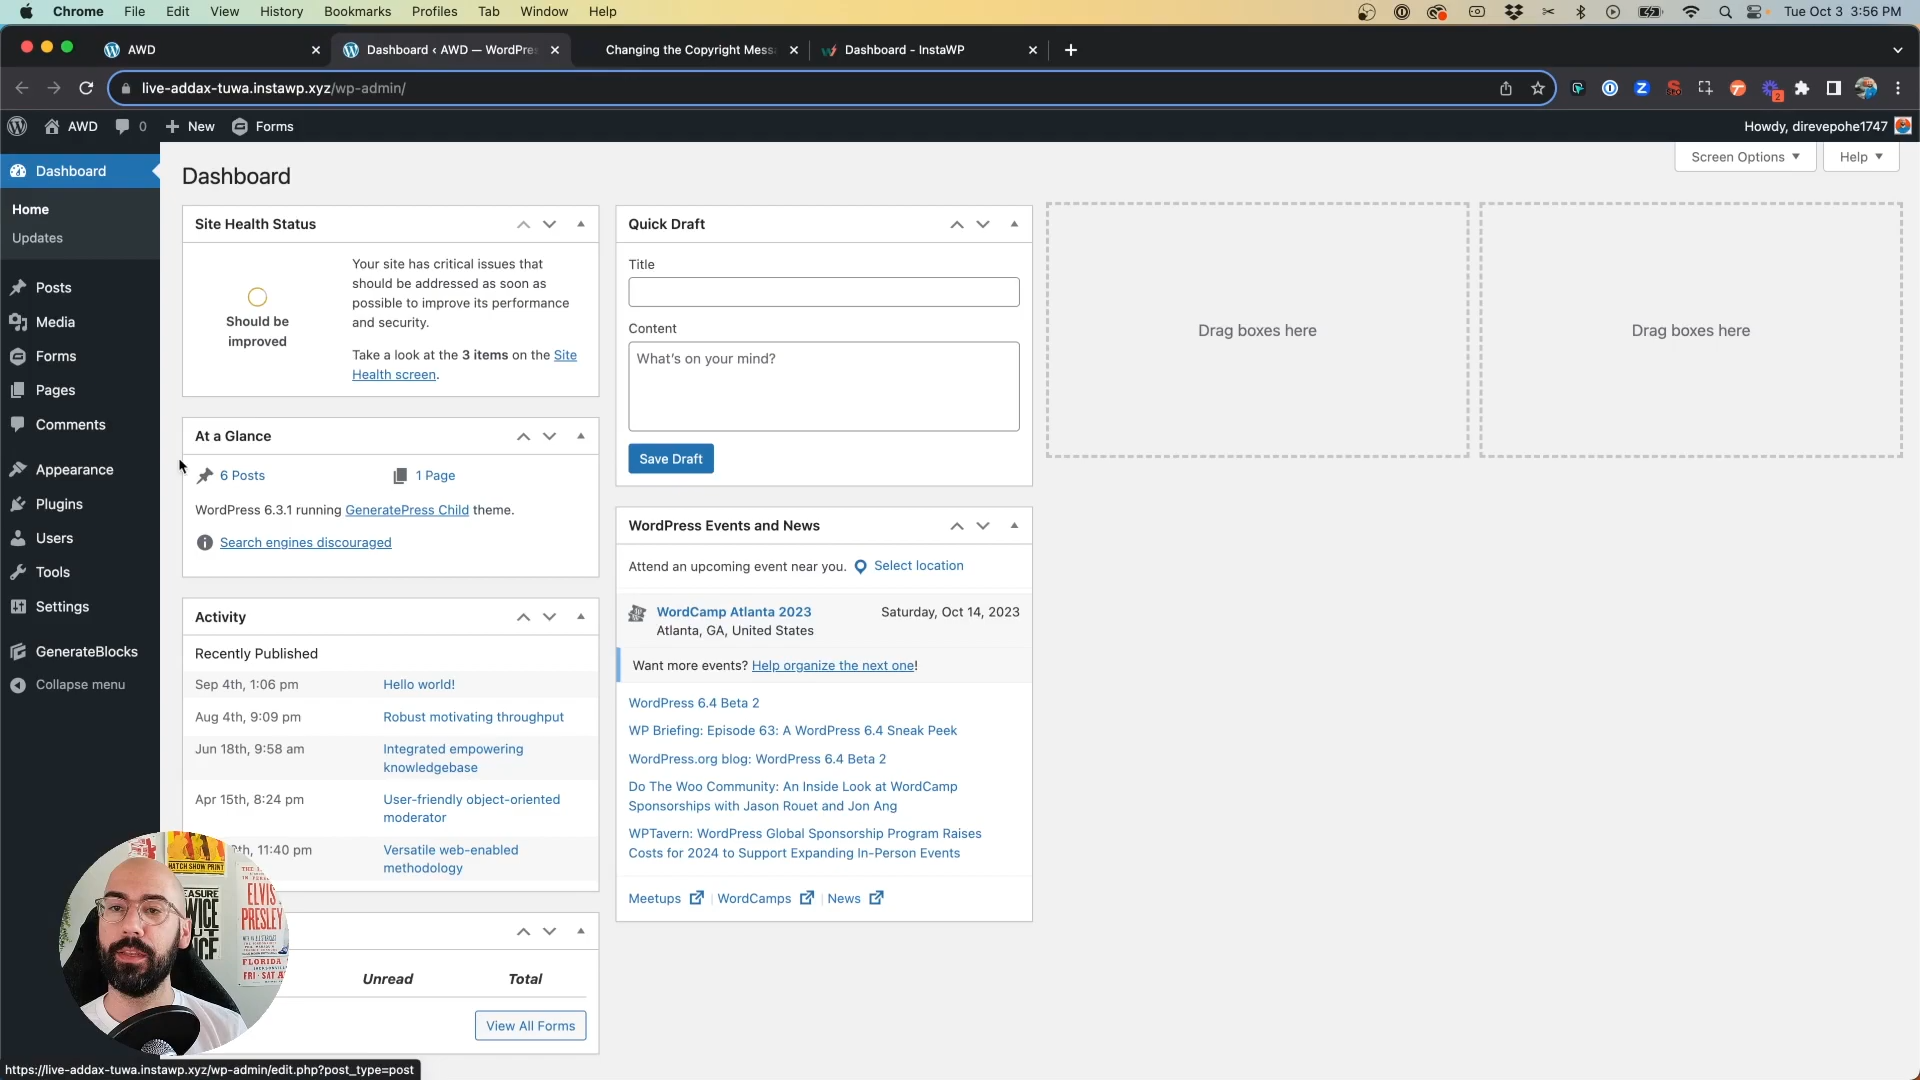 Chrome File Edit View History Bookmarks Profiles Tab Window Help Tue Oct 3 3:56 PM
AWD Dashboard ‹ AWD — WordPre Changing the Copyright Mess Dashboard - InstaWP
live-addax-tuwa.instawp.xyz/wp-admin/
AWD 0 New Forms Howdy, direvepohe1747
Screen Options Help
Dashboard
Home
Updates
Posts
Media
Forms
Pages
Comments
Appearance
Plugins
Users
Tools
Settings
GenerateBlocks
Collapse menu
Dashboard
Site Health Status
Should be
improved
Your site has critical issues that
should be addressed as soon as
possible to improve its performance
and security.
Take a look at the 3 items on the Site
Health screen.
At a Glance
6 Posts 1 Page
WordPress 6.3.1 running GeneratePress Child theme.
Search engines discouraged
Activity
Recently Published
Sep 4th, 1:06 pm Hello world!
Aug 4th, 9:09 pm Robust motivating throughput
Jun 18th, 9:58 am Integrated empowering
knowledgebase
Apr 15th, 8:24 pm User-friendly object-oriented
moderator
th, 11:40 pm Versatile web-enabled
methodology
Unread Total
View All Forms
Quick Draft
Title
Content
What's on your mind?
Save Draft
WordPress Events and News
Attend an upcoming event near you. Select location
WordCamp Atlanta 2023 Saturday, Oct 14, 2023
Atlanta, GA, United States
Want more events? Help organize the next one!
WordPress 6.4 Beta 2
WP Briefing: Episode 63: A WordPress 6.4 Sneak Peek
WordPress.org blog: WordPress 6.4 Beta 2
Do The Woo Community: An Inside Look at WordCamp
Sponsorships with Jason Rouet and Jon Ang
WPTavern: WordPress Global Sponsorship Program Raises
Costs for 2024 to Support Expanding In-Person Events
Meetups WordCamps News
Drag boxes here
Drag boxes here
HATCH SHOW PRINT
ELVIS
PRESLEY
FLORIDA
https://live-addax-tuwa.instawp.xyz/wp-admin/edit.php?post_type=post